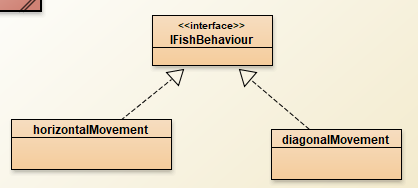 <<interface>>
IFishBehaviour
horizontalMovement
diagonalMovement